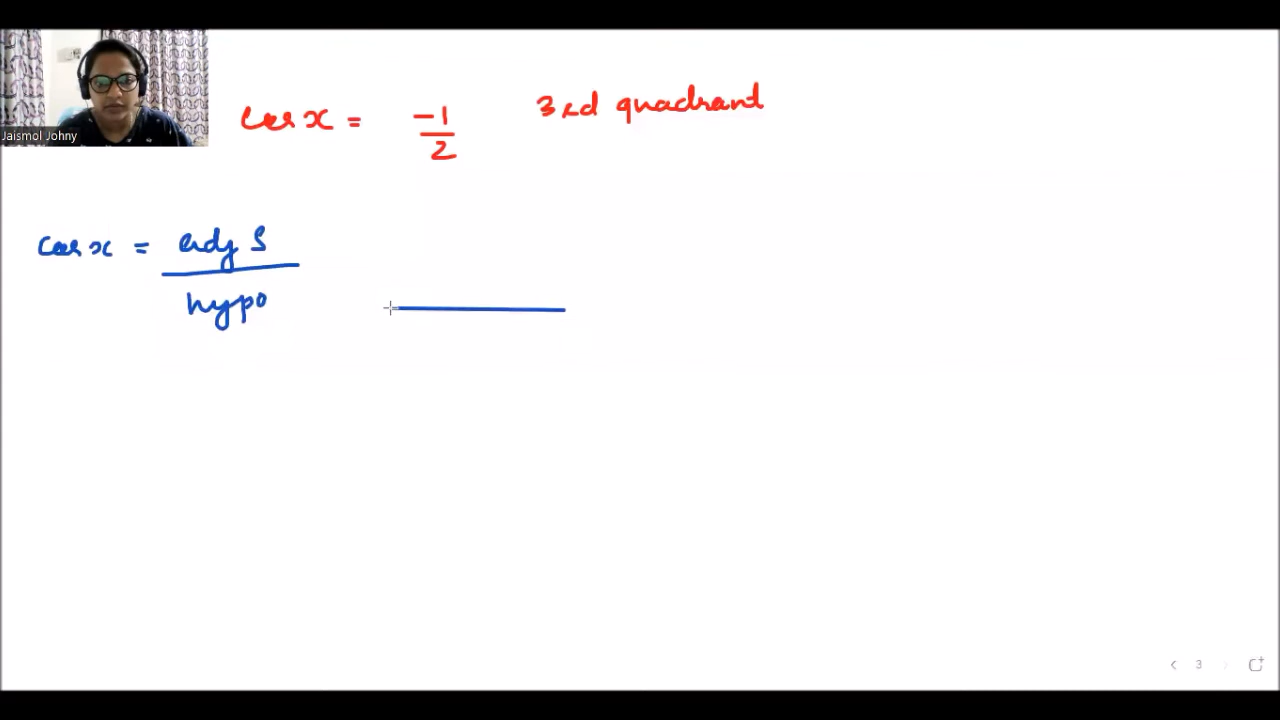 Jaismol Johny
cos x = -1/2 3rd quadrant
cos x = adj s
hypo
3